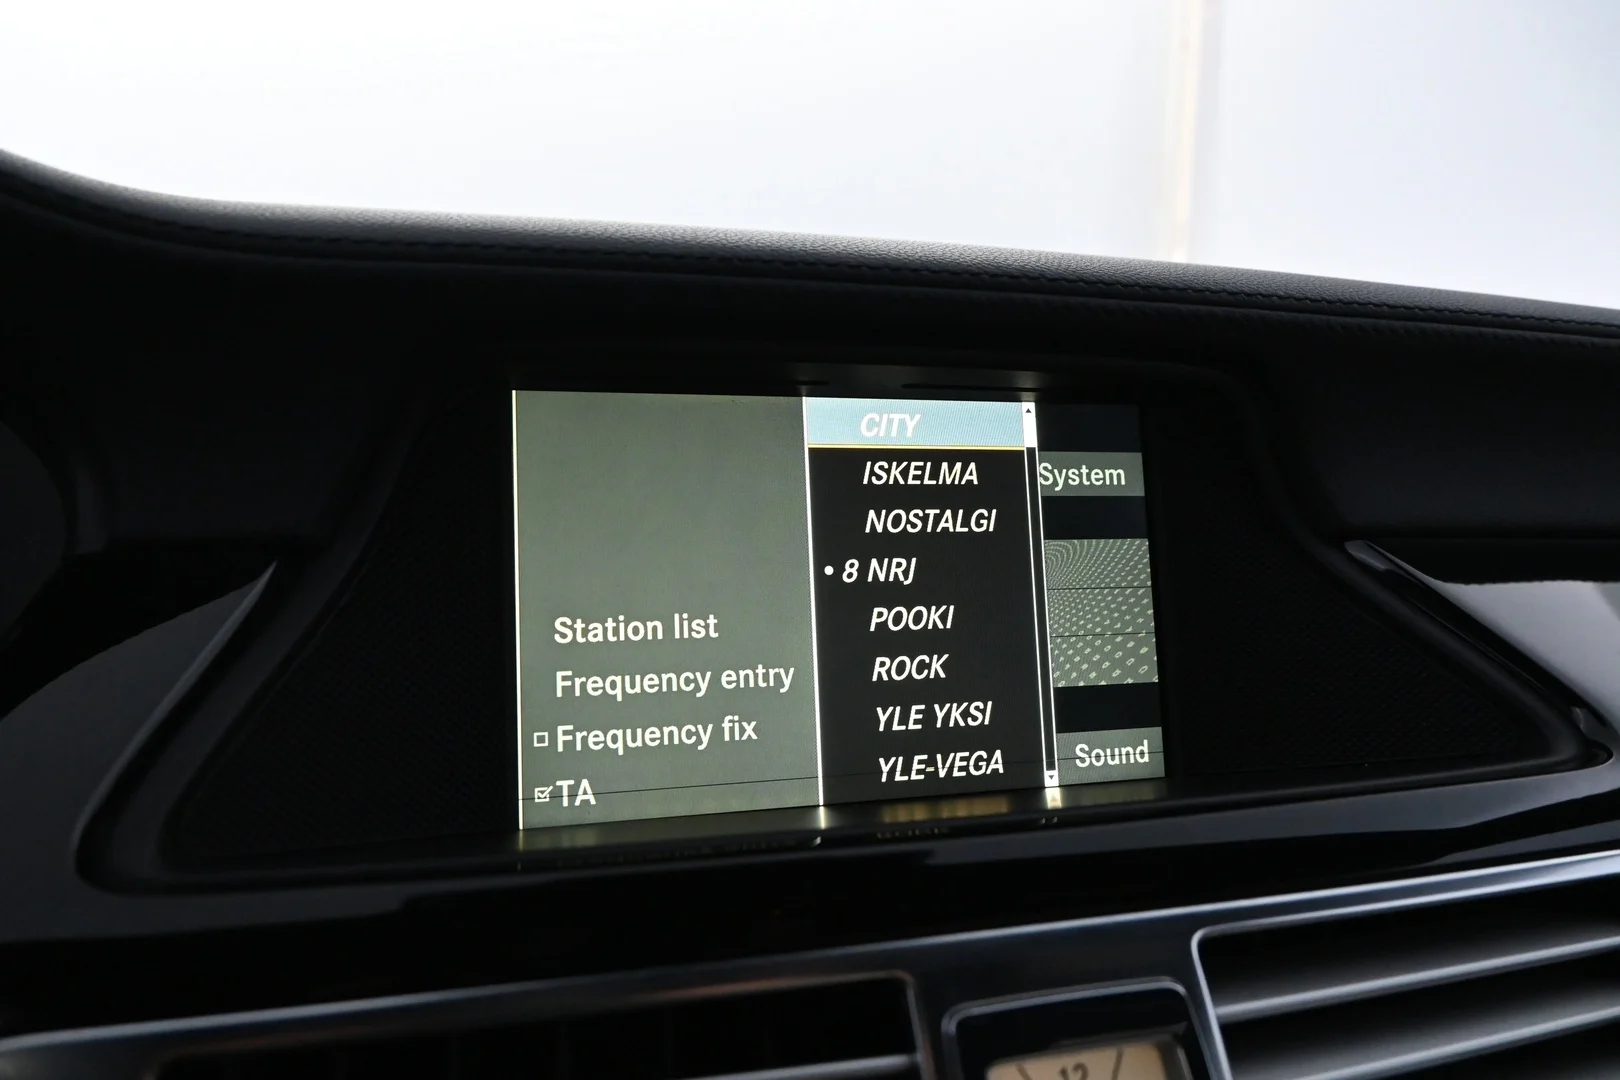 CITY
ISKELMA
NOSTALGI
• 8 NRJ
POOKI
ROCK
YLE YKSI
YLE-VEGA
Station list
Frequency entry
Frequency fix
TA
System
Sound
12